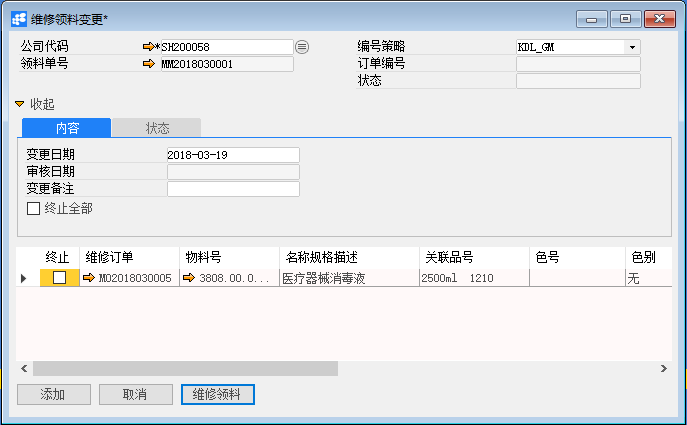 维修领料变更*
公司代码 *SH200058 编号策略 KDL_GM
领料单号 MM2018030001 订单编号
状态
收起
内容 状态
变更日期 2018-03-19
审核日期
变更备注
终止全部
终止 维修订单 物料号 名称规格描述 关联品号 色号 色别
MO2018030005 3808.00.0... 医疗器械消毒液 2500ml 1210 无
添加 取消 维修领料